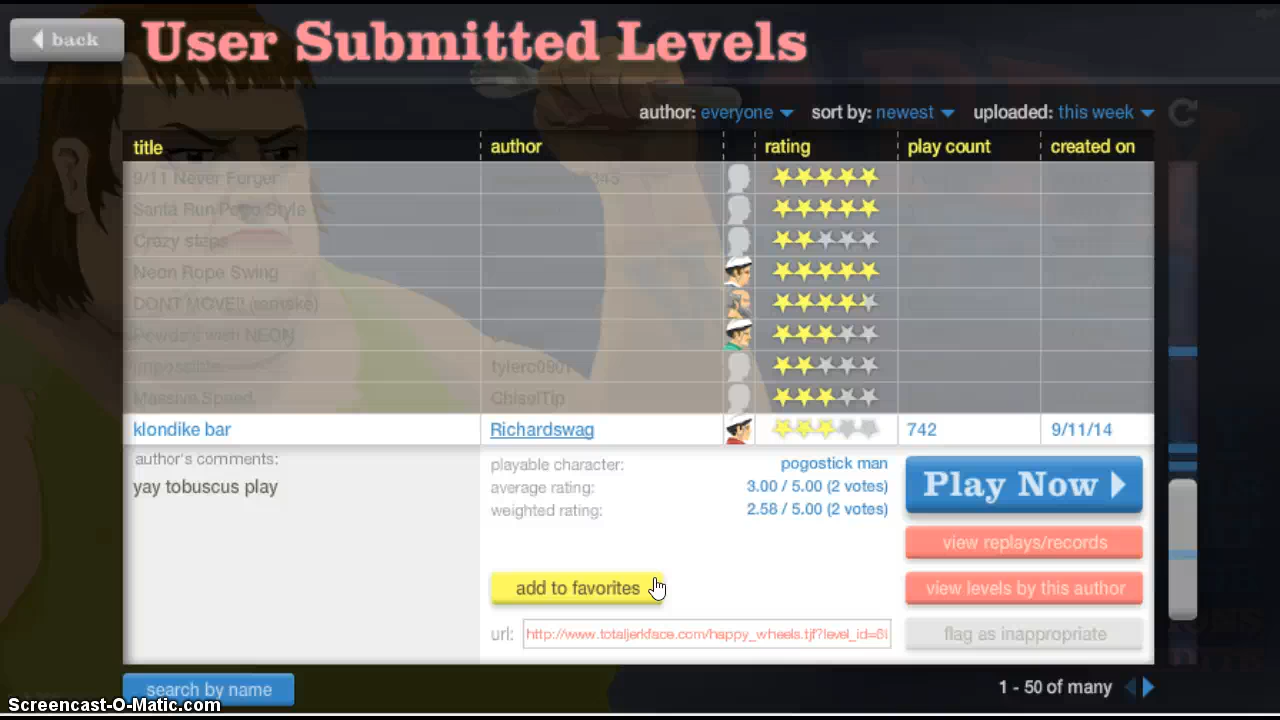 back
User Submitted Levels
author: everyone sort by: newest uploaded: this week
title author rating play count created on
9/11 Never Forget
Santa Run Pogo Style
Crazy steps
Neon Rope Swing
DONT MOVE!! (remake)
NEON
impossible tylerc0901
Massive Speed ChiselTip
klondike bar Richardswag 742 9/11/14
author's comments:
yay tobuscus play
playable character: pogostick man
average rating: 3.00 / 5.00 (2 votes)
weighted rating: 2.58 / 5.00 (2 votes)
Play Now
view replays/records
add to favorites
view levels by this author
url: http://www.totaljerkface.com/happy_wheels.tjf?level_id=6
flag as inappropriate
search by name
1 - 50 of many
Screencast-O-Matic.com